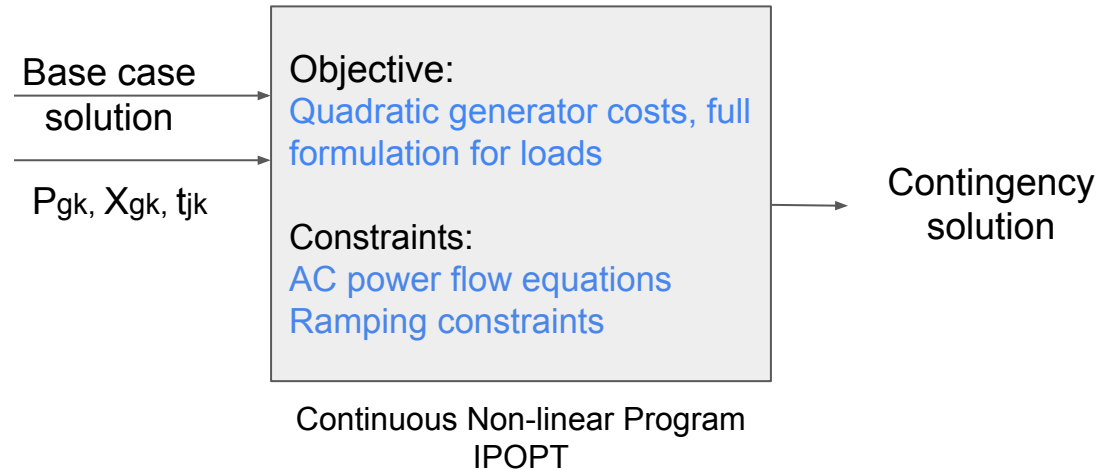 Base case
solution
Pgk, Xgk, tjk
Objective:
Quadratic generator costs, full
formulation for loads
Constraints:
AC power flow equations
Ramping constraints
Contingency
solution
Continuous Non-linear Program
IPOPT